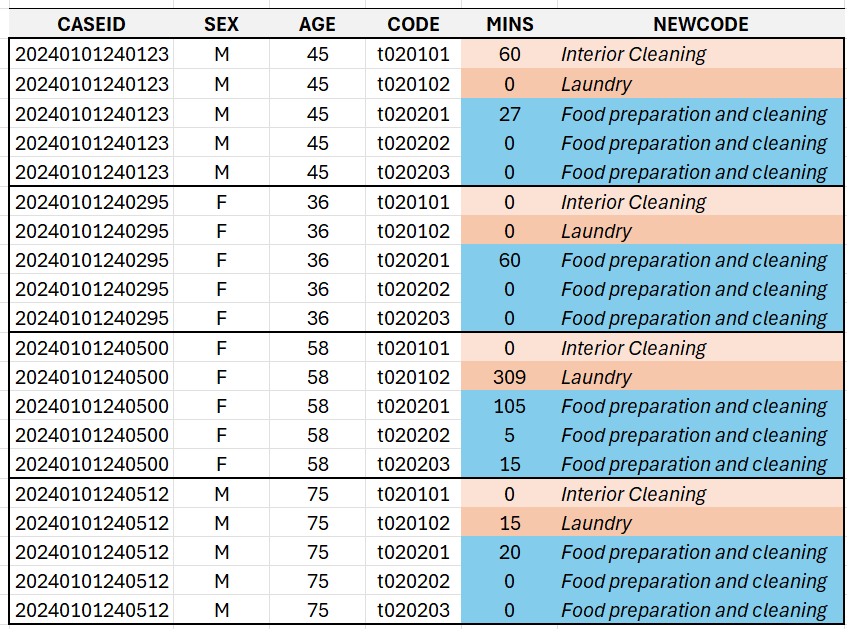 CASEID SEX AGE CODE MINS NEWCODE
20240101240123 M 45 t020101 60 Interior Cleaning
20240101240123 M 45 t020102 0 Laundry
20240101240123 M 45 t020201 27 Food preparation and cleaning
20240101240123 M 45 t020202 0 Food preparation and cleaning
20240101240123 M 45 t020203 0 Food preparation and cleaning
20240101240295 F 36 t020101 0 Interior Cleaning
20240101240295 F 36 t020102 0 Laundry
20240101240295 F 36 t020201 60 Food preparation and cleaning
20240101240295 F 36 t020202 0 Food preparation and cleaning
20240101240295 F 36 t020203 0 Food preparation and cleaning
20240101240500 F 58 t020101 0 Interior Cleaning
20240101240500 F 58 t020102 309 Laundry
20240101240500 F 58 t020201 105 Food preparation and cleaning
20240101240500 F 58 t020202 5 Food preparation and cleaning
20240101240500 F 58 t020203 15 Food preparation and cleaning
20240101240512 M 75 t020101 0 Interior Cleaning
20240101240512 M 75 t020102 15 Laundry
20240101240512 M 75 t020201 20 Food preparation and cleaning
20240101240512 M 75 t020202 0 Food preparation and cleaning
20240101240512 M 75 t020203 0 Food preparation and cleaning